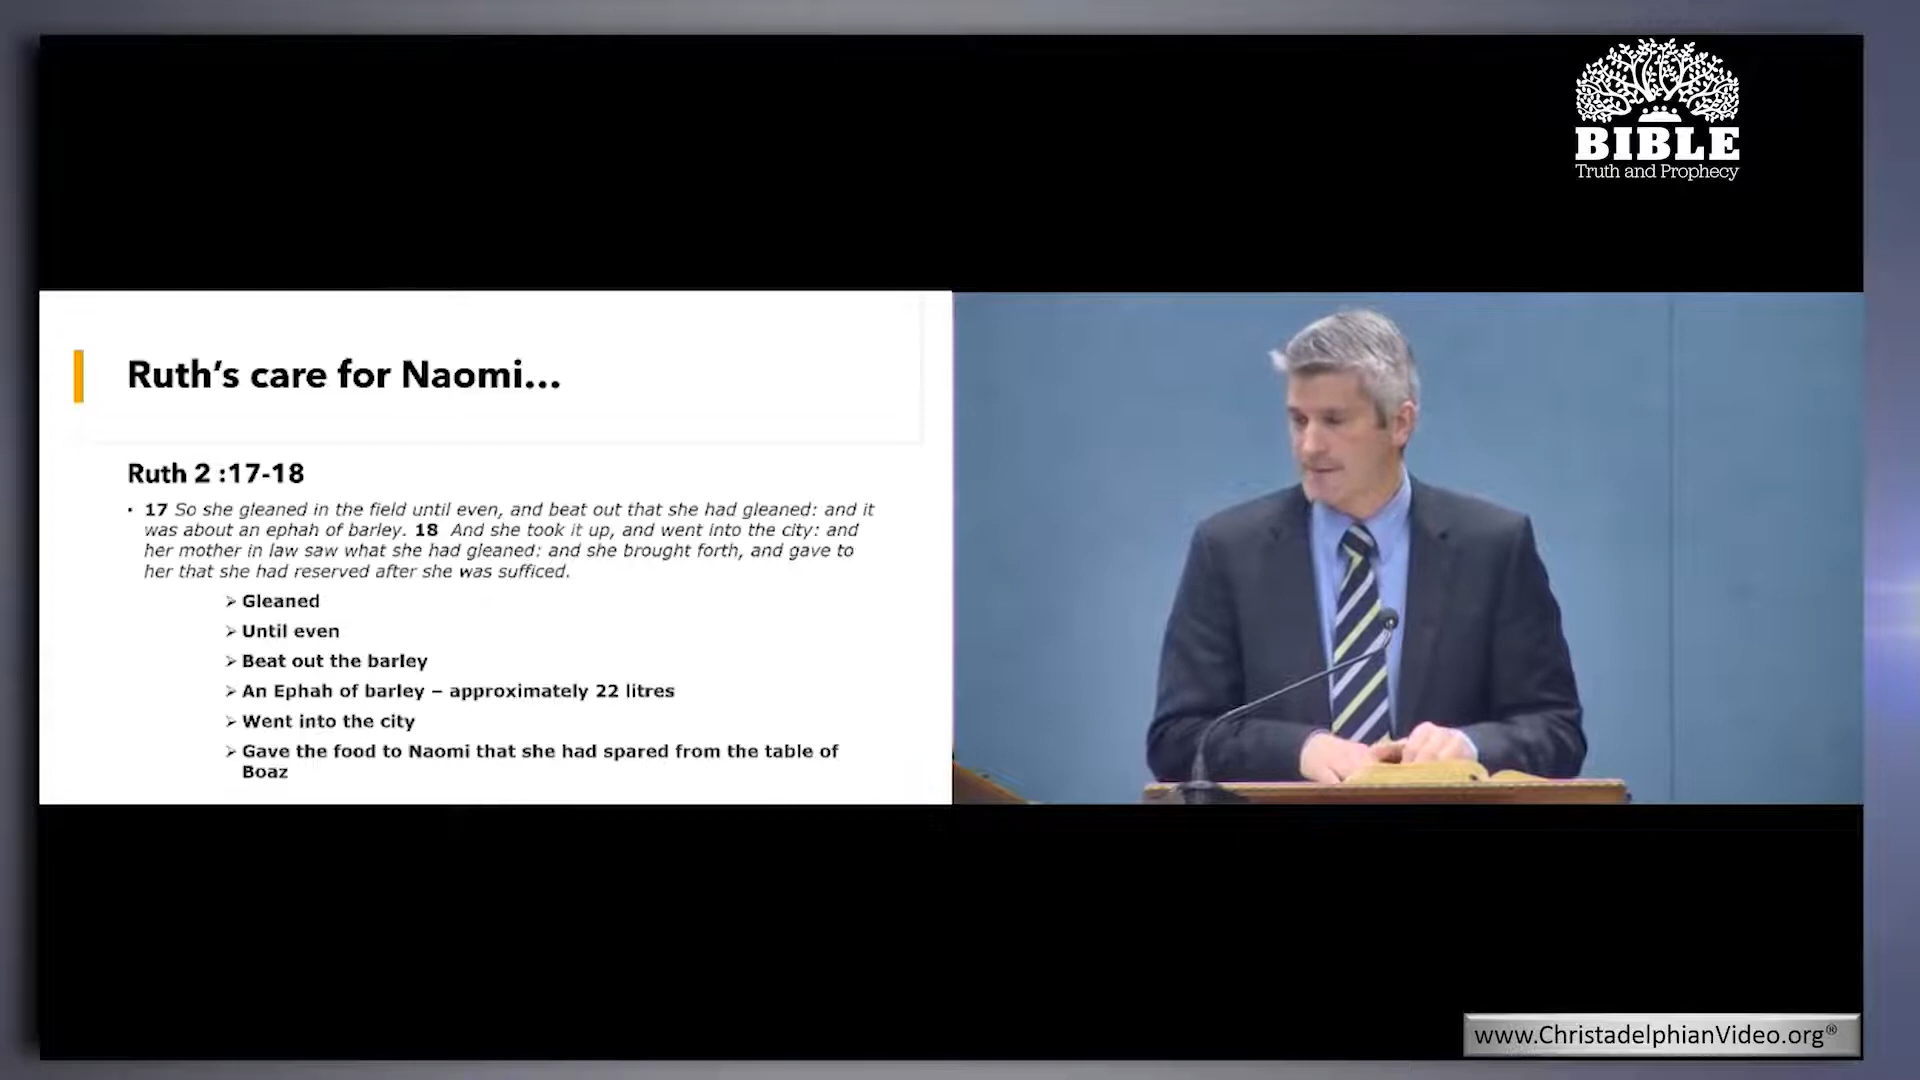 BIBLE
Truth and Prophecy
Ruth's care for Naomi...
Ruth 2 :17-18
• 17 So she gleaned in the field until even, and beat out that she had gleaned: and it
was about an ephah of barley. 18 And she took it up, and went into the city: and
her mother in law saw what she had gleaned: and she brought forth, and gave to
her that she had reserved after she was sufficed.
➢ Gleaned
➢ Until even
➢ Beat out the barley
➢ An Ephah of barley – approximately 22 litres
➢ Went into the city
➢ Gave the food to Naomi that she had spared from the table of
Boaz
www.ChristadelphianVideo.org®